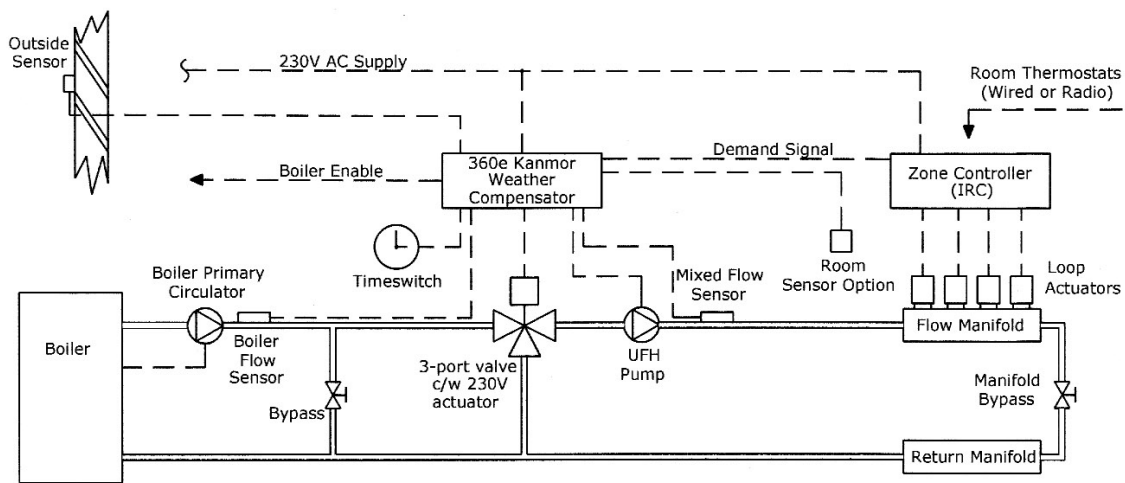 Outside
Sensor
230V AC Supply
Room Thermostats
(Wired or Radio)
Boiler Enable
360e Kanmor
Weather
Compensator
Demand Signal
Zone Controller
(IRC)
Timeswitch
Room
Sensor Option
Loop
Actuators
Boiler Primary
Circulator
Mixed Flow
Sensor
Boiler
Boiler
Flow
Sensor
Bypass
3-port valve
c/w 230V
actuator
UFH
Pump
Flow Manifold
Manifold
Bypass
Return Manifold